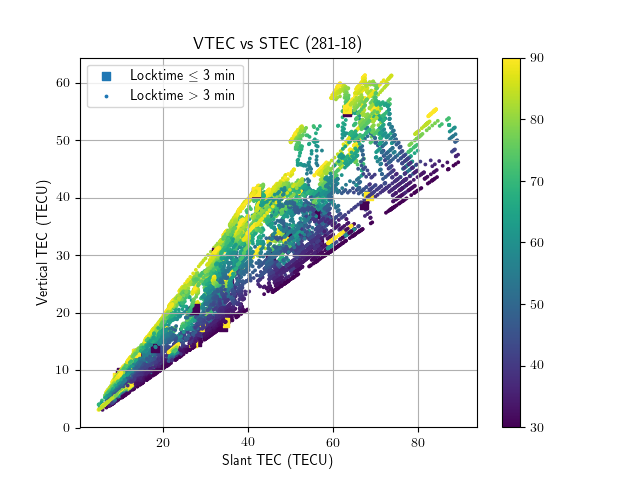 VTEC vs STEC (281-18)
Locktime ≤ 3 min
Locktime > 3 min
Vertical TEC (TECU)
60
50
40
30
20
10
0
20 40 60 80
Slant TEC (TECU)
90
80
70
60
50
40
30